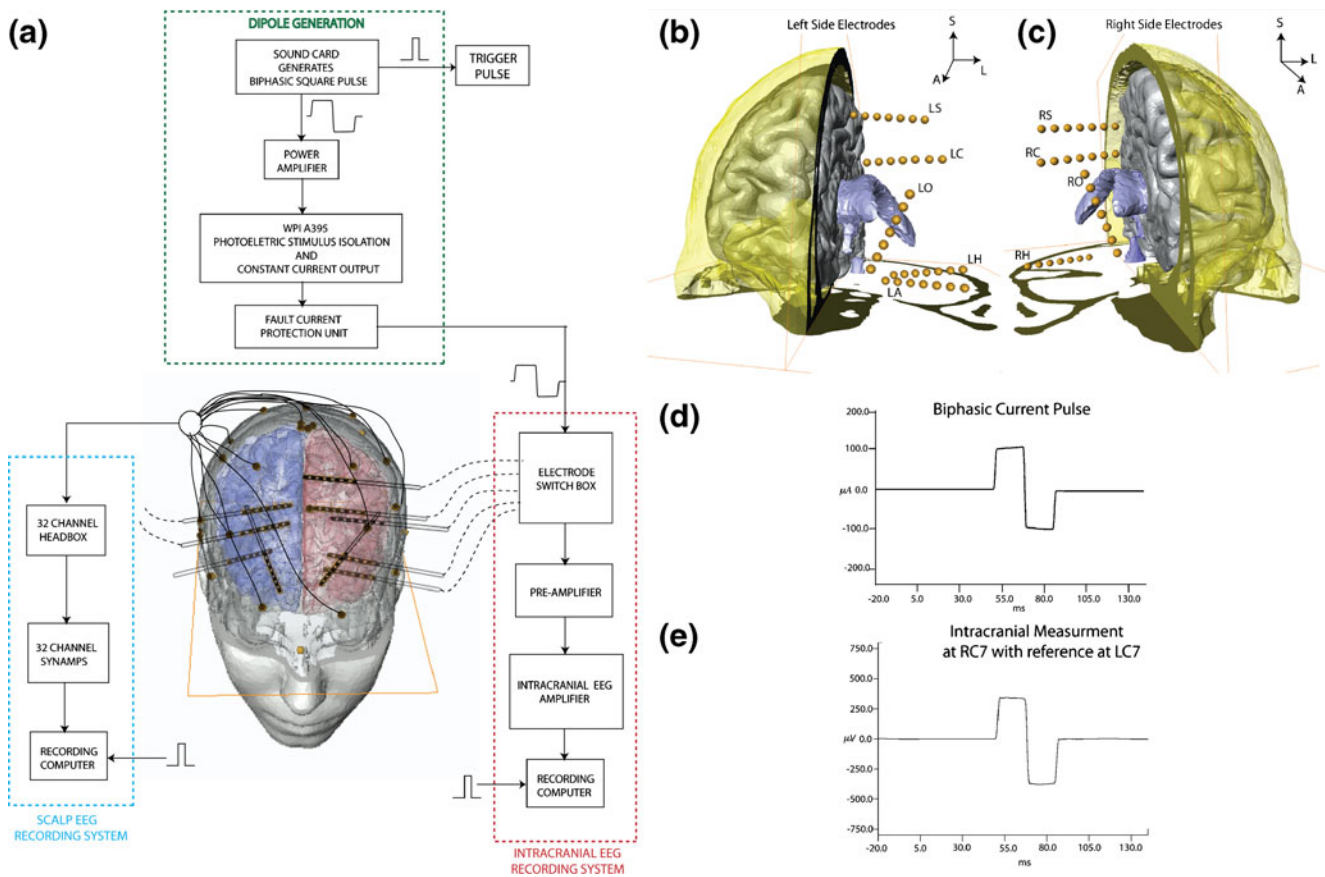 (a)
DIPOLE GENERATION
SOUND CARD
GENERATES
BIPHASIC SQUARE PULSE
TRIGGER
PULSE
POWER
AMPLIFIER
WPI A395
PHOTOELETRIC STIMULUS ISOLATION
AND
CONSTANT CURRENT OUTPUT
FAULT CURRENT
PROTECTION UNIT
32 CHANNEL
HEADBOX
32 CHANNEL
SYNAMPS
RECORDING
COMPUTER
SCALP EEG
RECORDING SYSTEM
ELECTRODE
SWITCH BOX
PRE-AMPLIFIER
INTRACRANIAL EEG
AMPLIFIER
RECORDING
COMPUTER
INTRACRANIAL EEG
RECORDING SYSTEM
(b)
Left Side Electrodes
S
L
A
LS
LC
LO
LH
LA
(c)
Right Side Electrodes
S
L
A
RS
RC
RO
RH
(d)
Biphasic Current Pulse
200.0
100.0
µA 0.0
-100.0
-200.0
-20.0 5.0 30.0 55.0 80.0 105.0 130.0
ms
(e)
Intracranial Measurment
at RC7 with reference at LC7
750.0
500.0
250.0
µV 0.0
-250.0
-500.0
-750.0
-20.0 5.0 30.0 55.0 80.0 105.0 130.0
ms